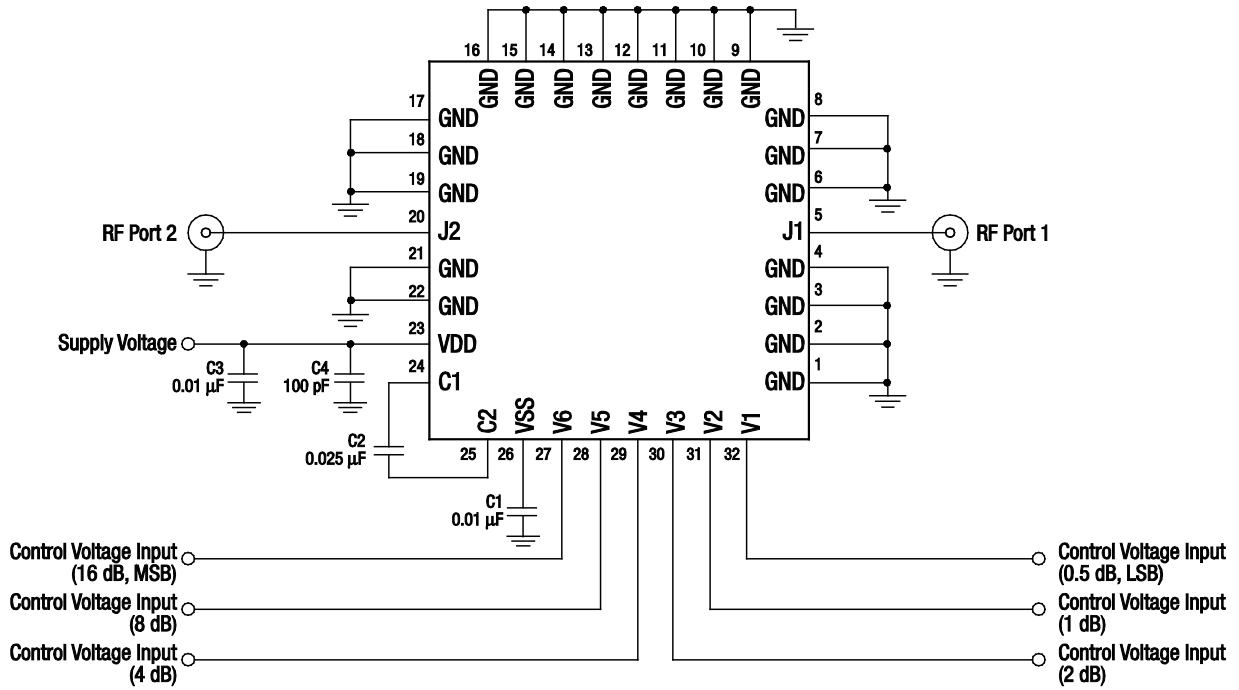 16 15 14 13 12 11 10 9
GND GND GND GND GND GND GND GND
17
GND
18
GND
19
GND
20
J2
RF Port 2
21
GND
22
GND
23
VDD
Supply Voltage
24
C1
C3
0.01 µF
C4
100 pF
C2
0.025 µF
8
GND
7
GND
6
GND
5
J1
RF Port 1
4
GND
3
GND
2
GND
1
GND
C2 VSS V6 V5 V4 V3 V2 V1
25 26 27 28 29 30 31 32
C1
0.01 µF
Control Voltage Input
(16 dB, MSB)
Control Voltage Input
(8 dB)
Control Voltage Input
(4 dB)
Control Voltage Input
(0.5 dB, LSB)
Control Voltage Input
(1 dB)
Control Voltage Input
(2 dB)